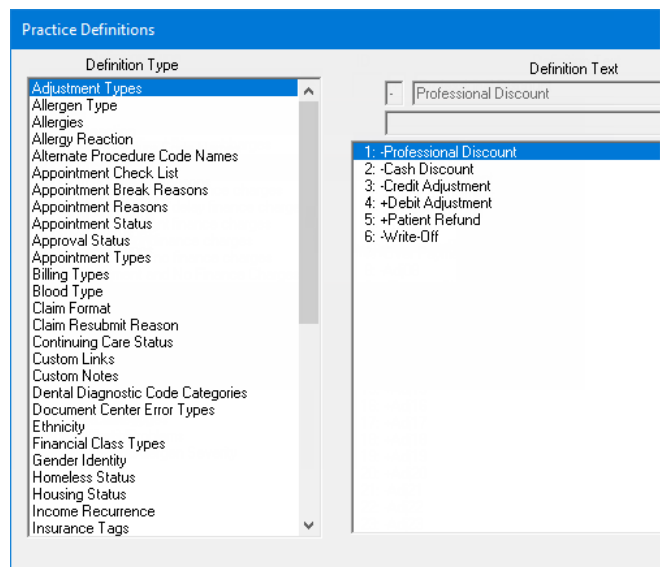 Practice Definitions
Definition Type
Adjustment Types
Allergen Type
Allergies
Allergy Reaction
Alternate Procedure Code Names
Appointment Check List
Appointment Break Reasons
Appointment Reasons
Appointment Status
Approval Status
Appointment Types
Billing Types
Blood Type
Claim Format
Claim Resubmit Reason
Continuing Care Status
Custom Links
Custom Notes
Dental Diagnostic Code Categories
Document Center Error Types
Ethnicity
Financial Class Types
Gender Identity
Homeless Status
Housing Status
Income Recurrence
Insurance Tags
Definition Text
- Professional Discount
1: -Professional Discount
2: -Cash Discount
3: -Credit Adjustment
4: +Debit Adjustment
5: +Patient Refund
6: -Write-Off